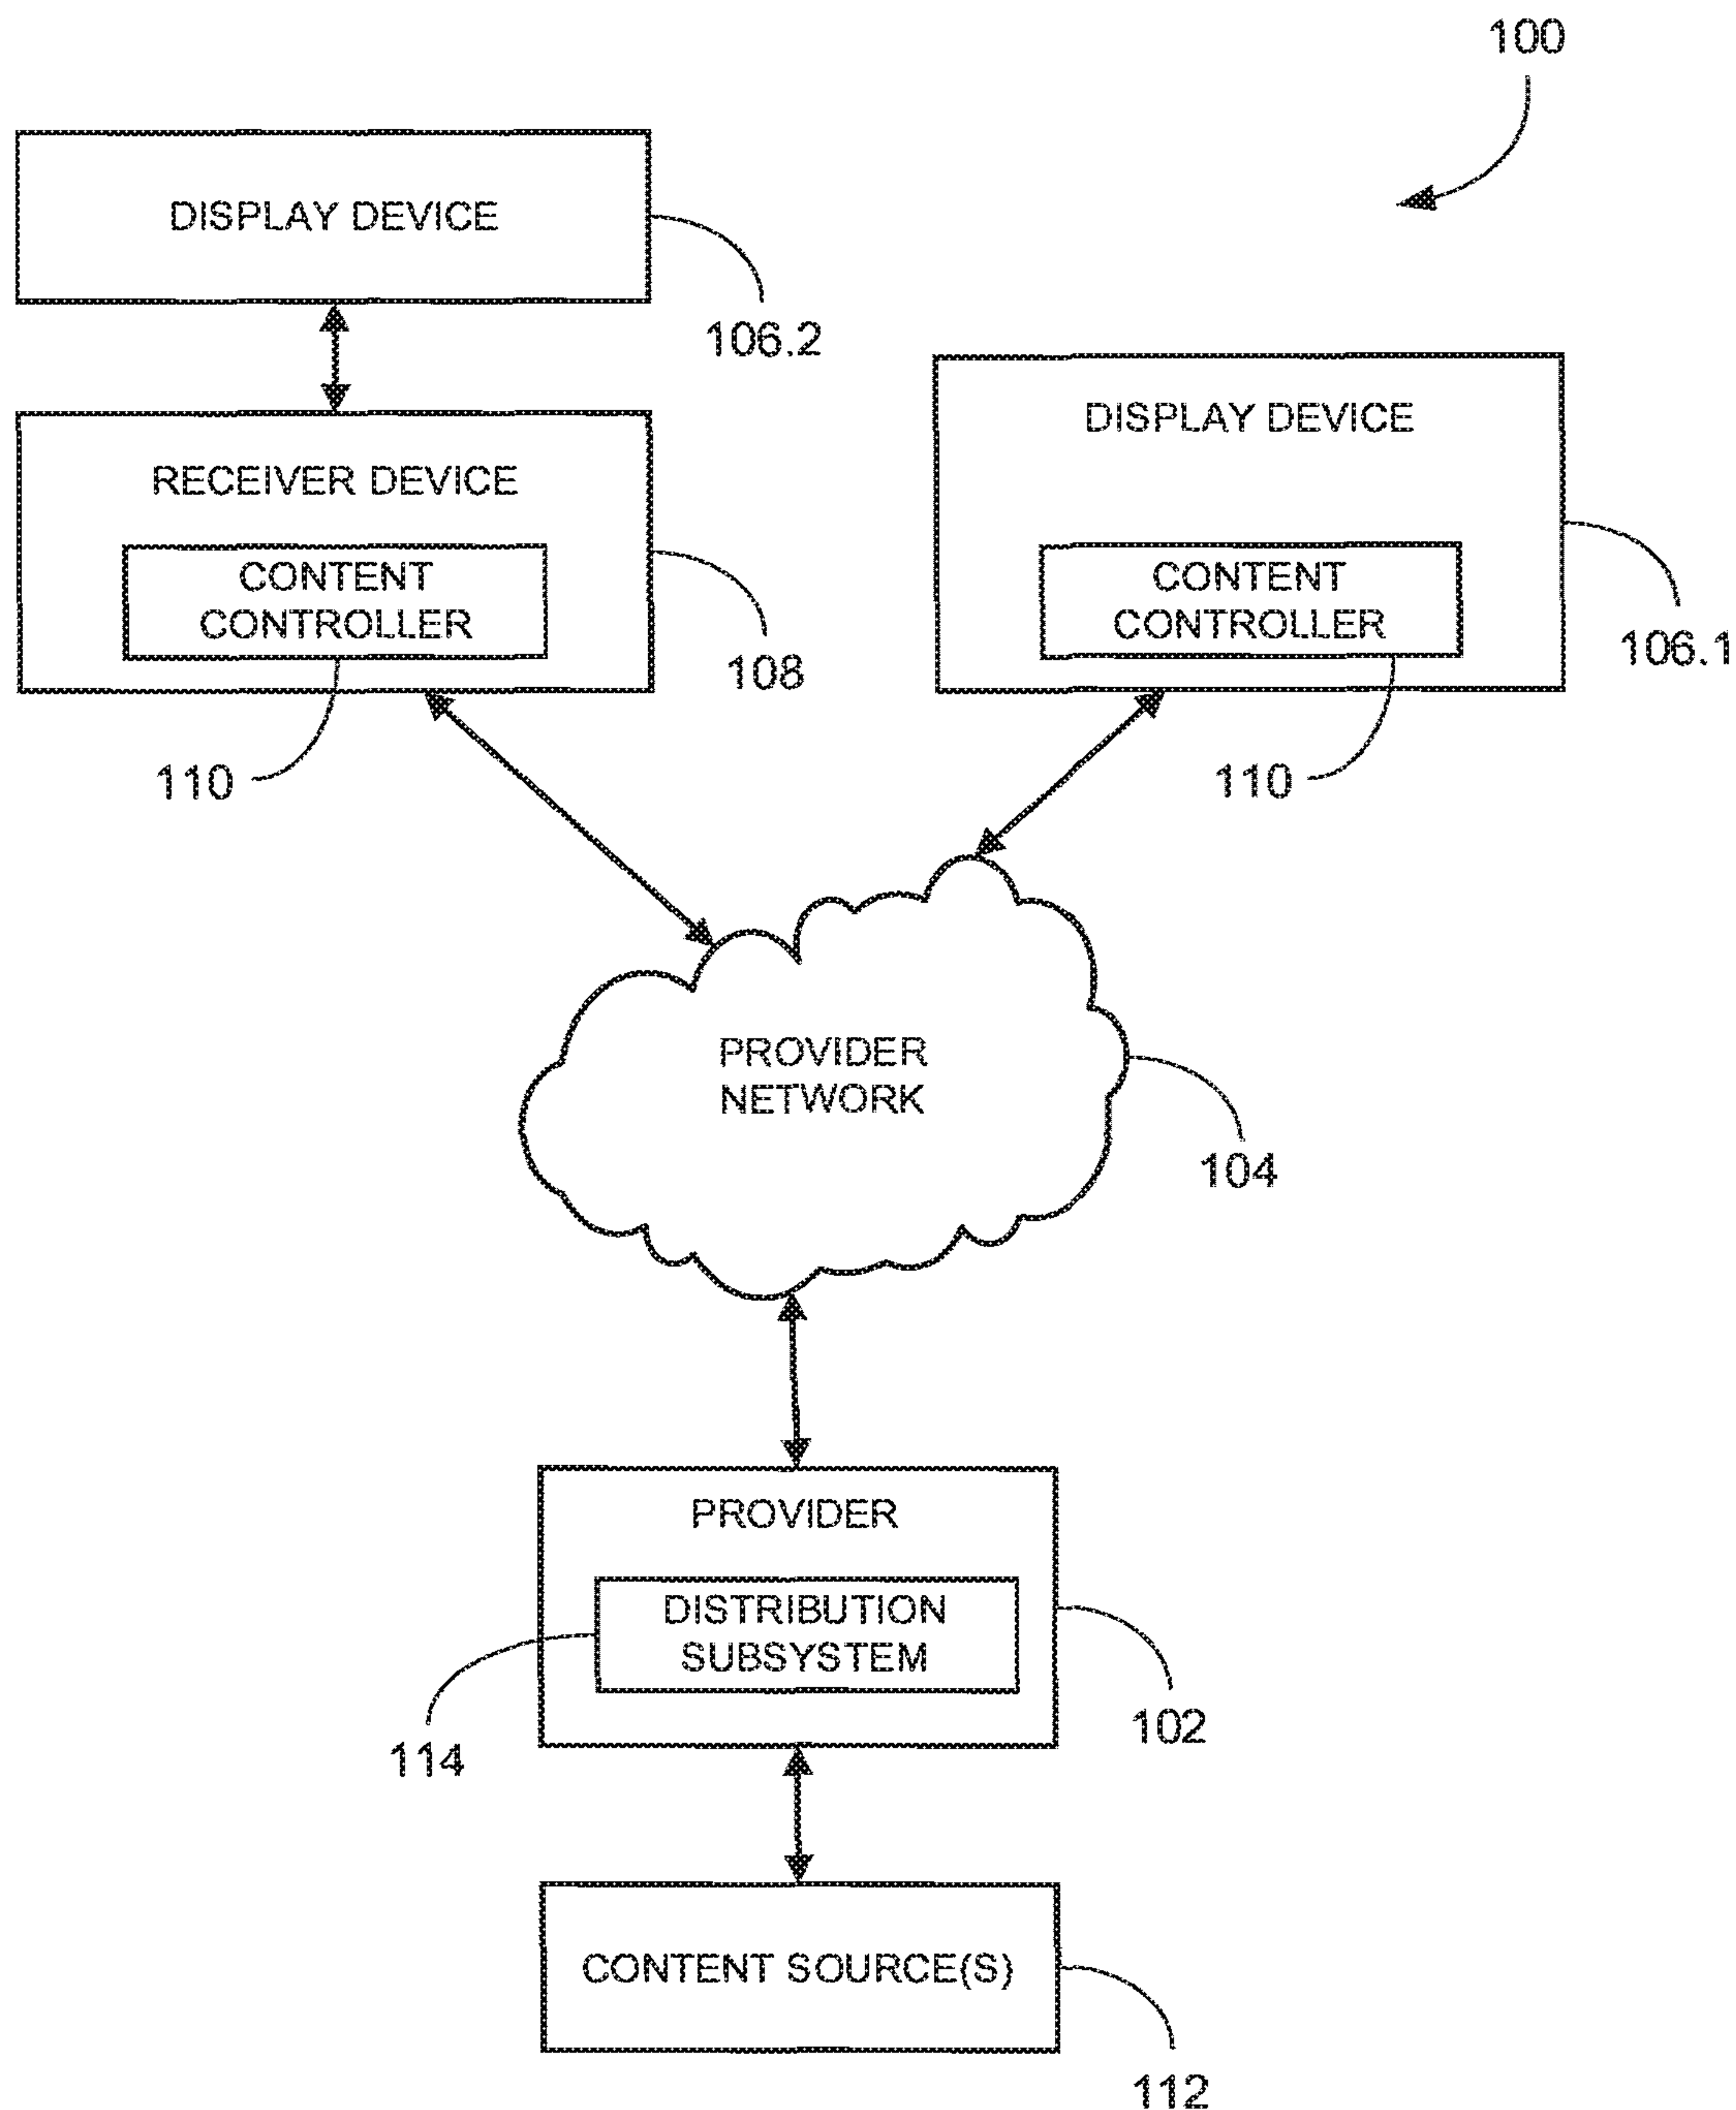 100
DISPLAY DEVICE
106.2
DISPLAY DEVICE
RECEIVER DEVICE
CONTENT
CONTROLLER
CONTENT
CONTROLLER
108
106.1
110
110
PROVIDER
NETWORK
104
PROVIDER
DISTRIBUTION
SUBSYSTEM
102
114
CONTENT SOURCE(S)
112